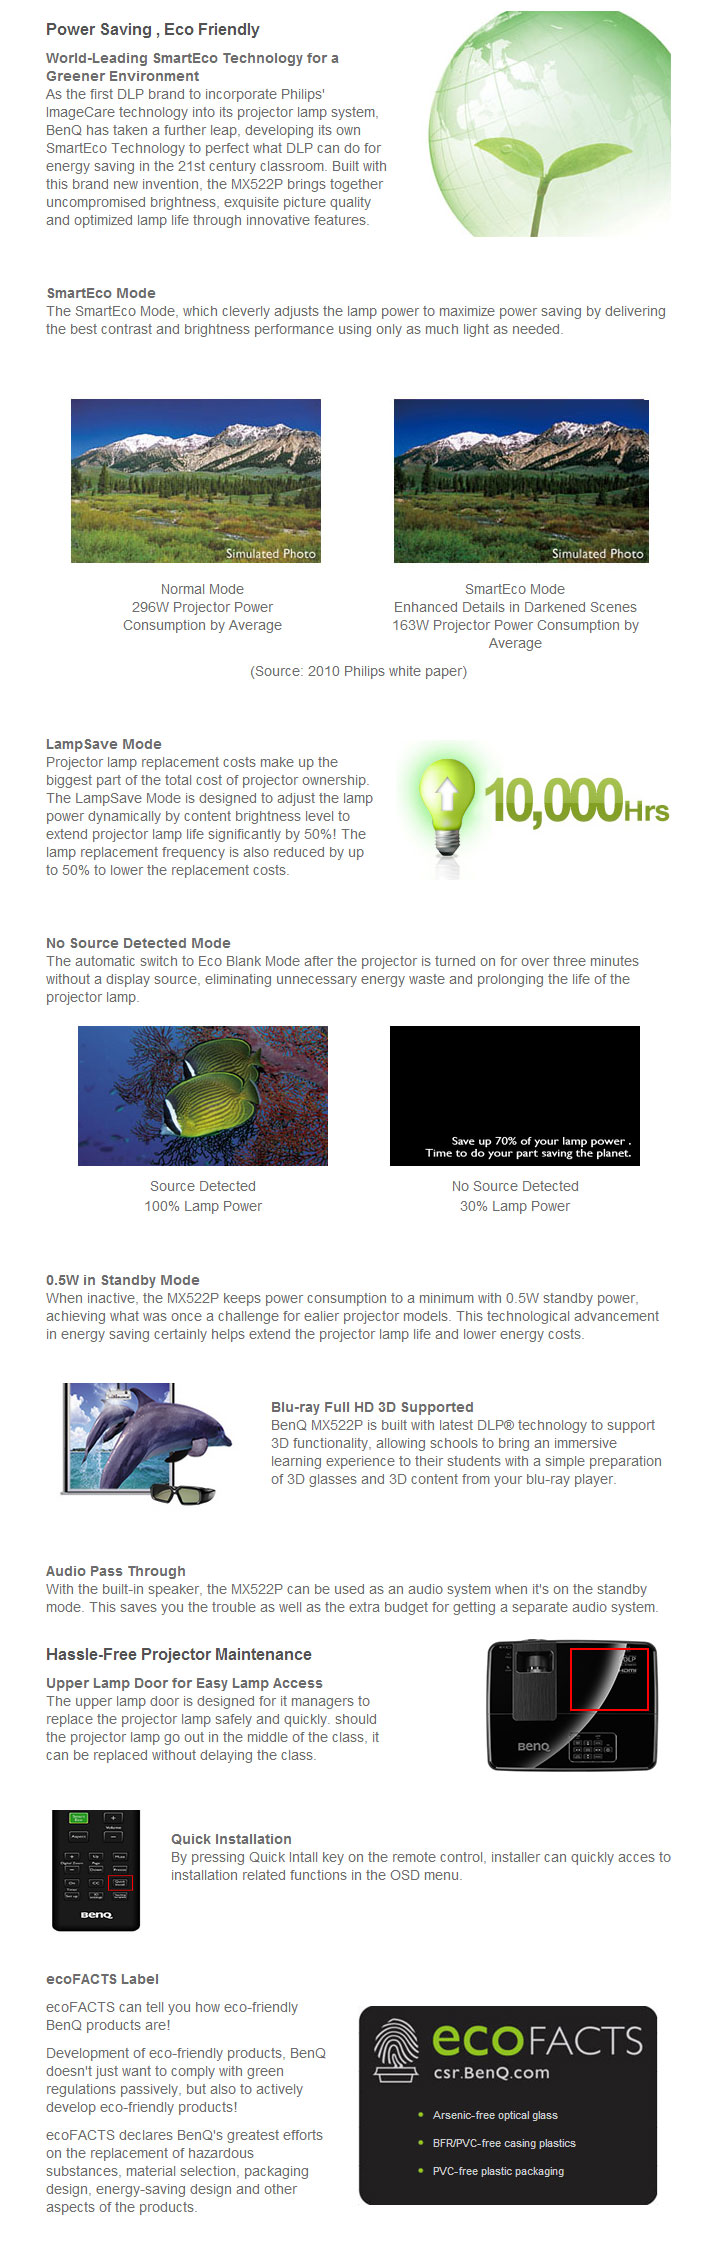 Power Saving , Eco Friendly
World-Leading SmartEco Technology for a
Greener Environment
As the first DLP brand to incorporate Philips'
ImageCare technology into its projector lamp system,
BenQ has taken a further leap, developing its own
SmartEco Technology to perfect what DLP can do for
energy saving in the 21st century classroom. Built with
this brand new invention, the MX522P brings together
uncompromised brightness, exquisite picture quality
and optimized lamp life through innovative features.
SmartEco Mode
The SmartEco Mode, which cleverly adjusts the lamp power to maximize power saving by delivering
the best contrast and brightness performance using only as much light as needed.
Simulated Photo
Simulated Photo
Normal Mode
296W Projector Power
Consumption by Average
SmartEco Mode
Enhanced Details in Darkened Scenes
163W Projector Power Consumption by
Average
(Source: 2010 Philips white paper)
LampSave Mode
Projector lamp replacement costs make up the
biggest part of the total cost of projector ownership.
The LampSave Mode is designed to adjust the lamp
power dynamically by content brightness level to
extend projector lamp life significantly by 50%! The
lamp replacement frequency is also reduced by up
to 50% to lower the replacement costs.
10,000Hrs
No Source Detected Mode
The automatic switch to Eco Blank Mode after the projector is turned on for over three minutes
without a display source, eliminating unnecessary energy waste and prolonging the life of the
projector lamp.
Save up 70% of your lamp power .
Time to do your part saving the planet.
Source Detected
100% Lamp Power
No Source Detected
30% Lamp Power
0.5W in Standby Mode
When inactive, the MX522P keeps power consumption to a minimum with 0.5W standby power,
achieving what was once a challenge for ealier projector models. This technological advancement
in energy saving certainly helps extend the projector lamp life and lower energy costs.
Blu-ray Full HD 3D Supported
BenQ MX522P is built with latest DLP® technology to support
3D functionality, allowing schools to bring an immersive
learning experience to their students with a simple preparation
of 3D glasses and 3D content from your blu-ray player.
Audio Pass Through
With the built-in speaker, the MX522P can be used as an audio system when it's on the standby
mode. This saves you the trouble as well as the extra budget for getting a separate audio system.
Hassle-Free Projector Maintenance
Upper Lamp Door for Easy Lamp Access
The upper lamp door is designed for it managers to
replace the projector lamp safely and quickly. should
the projector lamp go out in the middle of the class, it
can be replaced without delaying the class.
DLP
HDMI
BenQ
Aspect
Volume
Mute
Freeze
CC
Quick
BenQ
Quick Installation
By pressing Quick Intall key on the remote control, installer can quickly acces to
installation related functions in the OSD menu.
ecoFACTS Label
ecoFACTS can tell you how eco-friendly
BenQ products are!
Development of eco-friendly products, BenQ
doesn't just want to comply with green
regulations passively, but also to actively
develop eco-friendly products!
ecoFACTS declares BenQ's greatest efforts
on the replacement of hazardous
substances, material selection, packaging
design, energy-saving design and other
aspects of the products.
ecoFACTS
csr.BenQ.com
Arsenic-free optical glass
BFR/PVC-free casing plastics
PVC-free plastic packaging